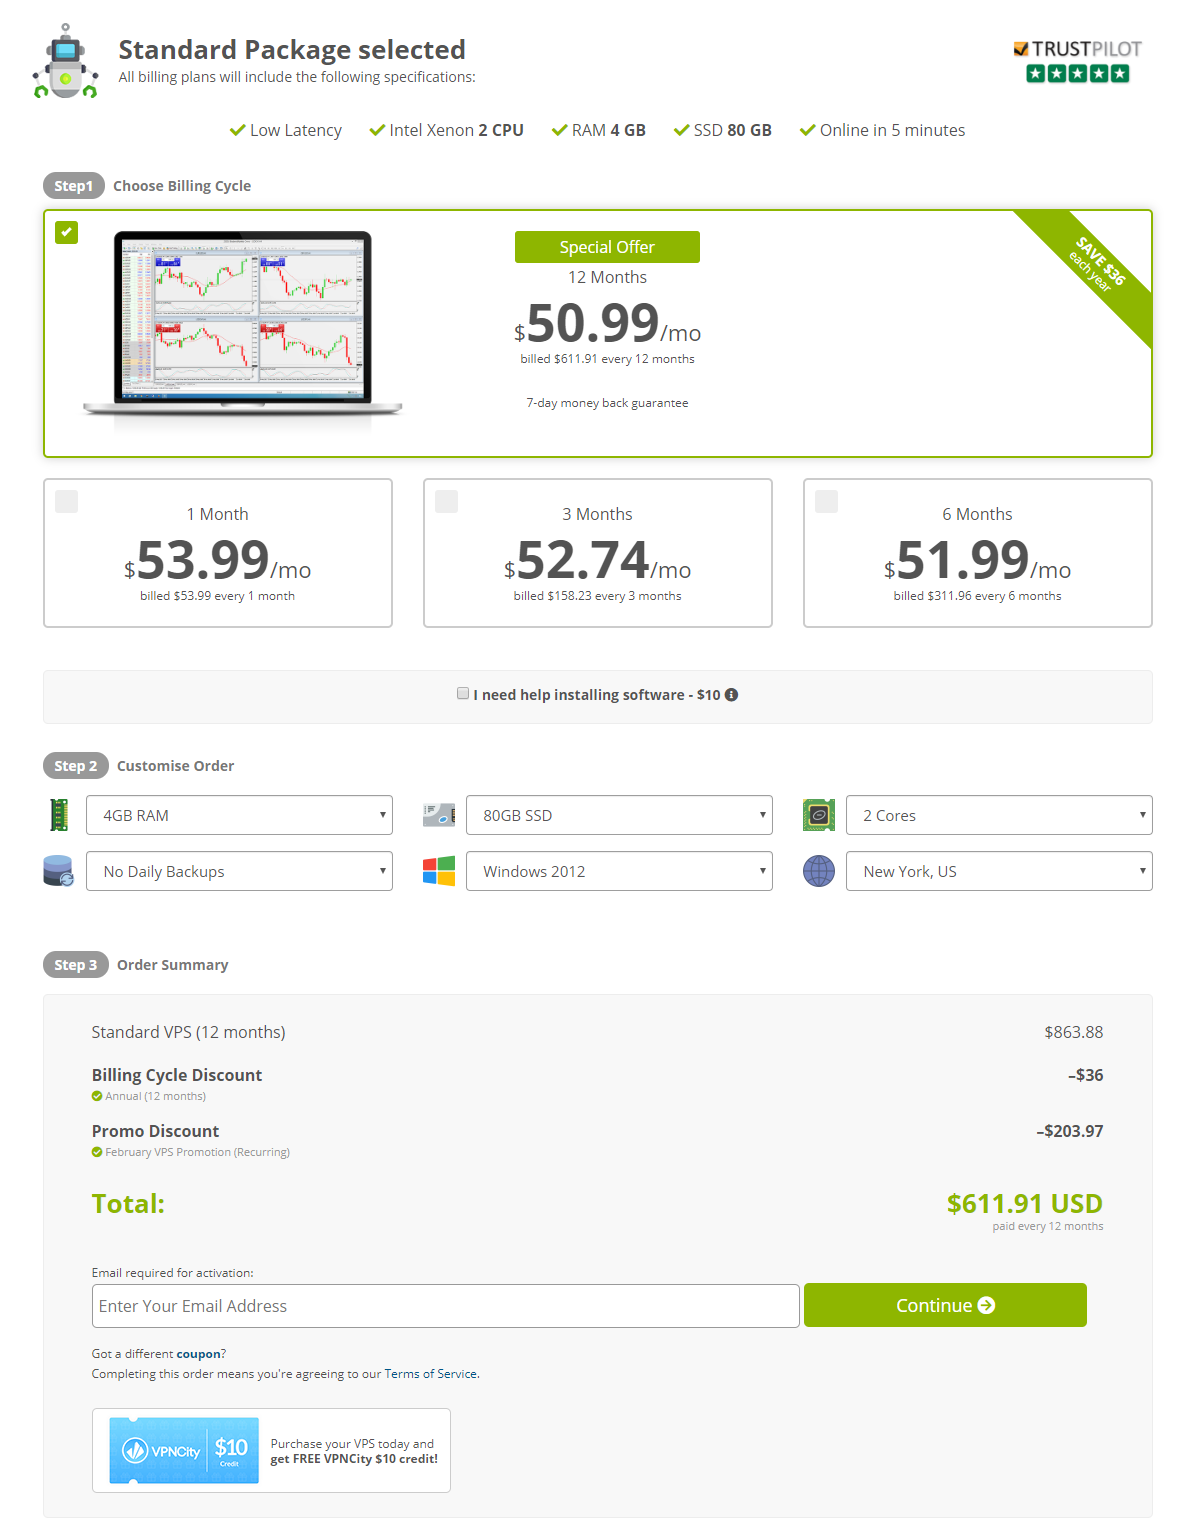 Standard Package selected
All billing plans will include the following specifications:
TRUSTPILOT
Low Latency
Intel Xenon 2 CPU
RAM 4 GB
SSD 80 GB
Online in 5 minutes
Step1 Choose Billing Cycle
Special Offer
12 Months
$50.99/mo
billed $611.91 every 12 months
7-day money back guarantee
SAVE $36
each year
1 Month
$53.99/mo
billed $53.99 every 1 month
3 Months
$52.74/mo
billed $158.23 every 3 months
6 Months
$51.99/mo
billed $311.96 every 6 months
I need help installing software - $10
Step 2 Customise Order
4GB RAM
80GB SSD
2 Cores
No Daily Backups
Windows 2012
New York, US
Step 3 Order Summary
Standard VPS (12 months) $863.88
Billing Cycle Discount –$36
Annual (12 months)
Promo Discount –$203.97
February VPS Promotion (Recurring)
Total: $611.91 USD
paid every 12 months
Email required for activation:
Enter Your Email Address
Continue
Got a different coupon?
Completing this order means you're agreeing to our Terms of Service.
VPNCity
$10
Credit
Purchase your VPS today and
get FREE VPNCity $10 credit!